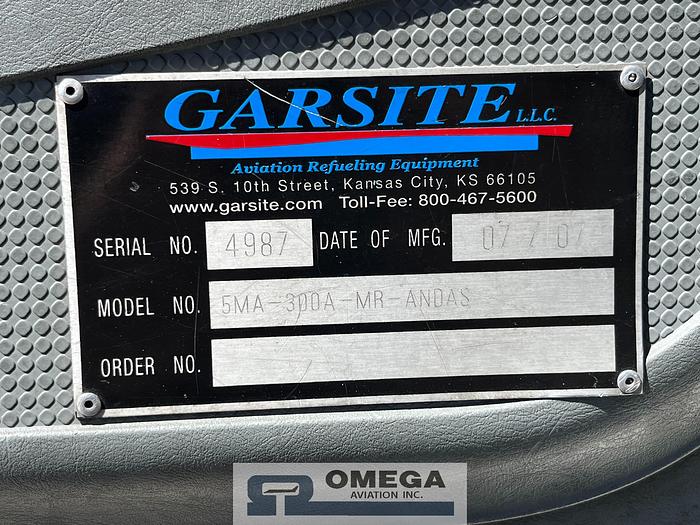 GARSITE L.L.C.
Aviation Refueling Equipment
539 S. 10th Street, Kansas City, KS 66105
www.garsite.com Toll-Fee: 800-467-5600
SERIAL NO. 4987 DATE OF MFG. 07 / 07
MODEL NO. 5MA-300A-MR-ANDAS
ORDER NO.
OMEGA
AVIATION INC.